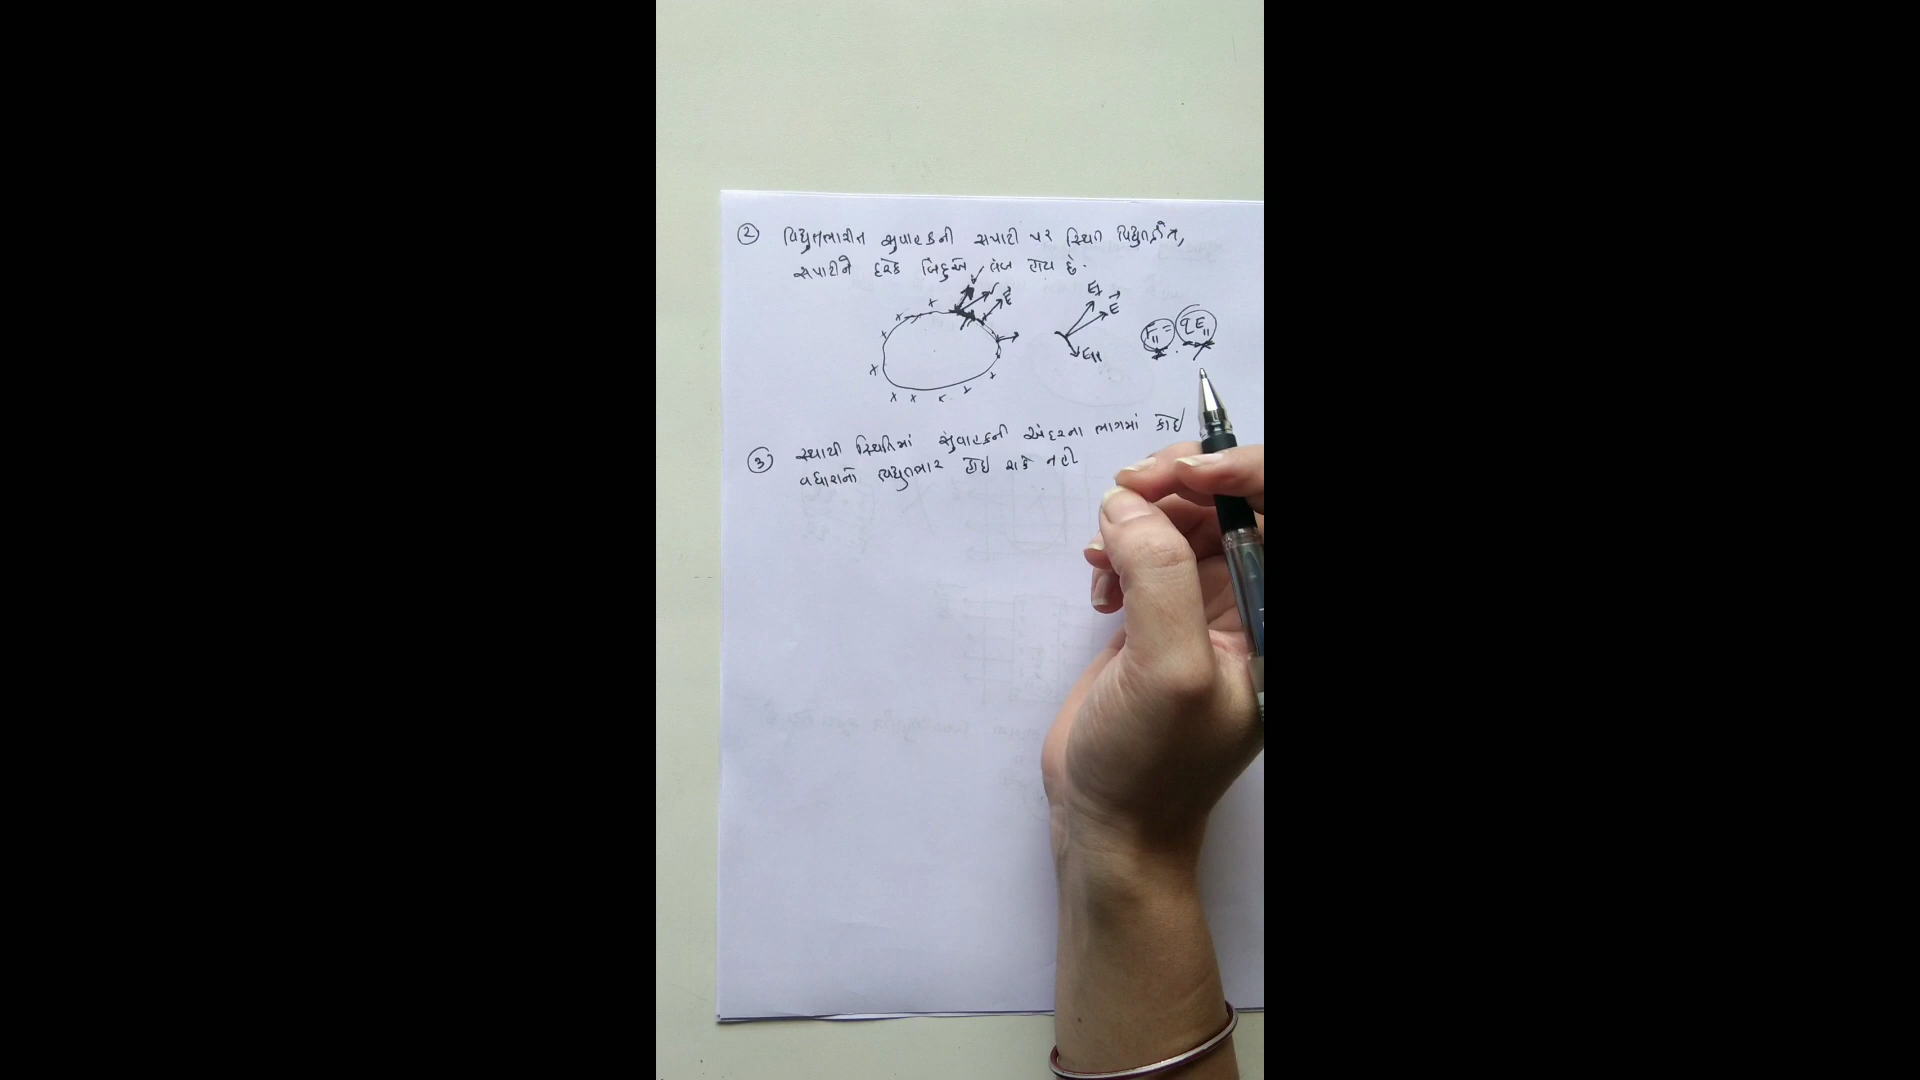 ② વિદ્યુતભારીત સુવાહકની સપાટી પર સ્થિત વિદ્યુતક્ષેત્ર,
સપાટીને દરેક બિંદુએ લંબ હોય છે.
E⃗
E⊥
E⃗
E॥
F॥ = qE॥
③ સ્થાયી સ્થિતિમાં સુવાહકની અંદરના ભાગમાં કોઇ
વધારાનો વિદ્યુતભાર હોઇ શકે નહી